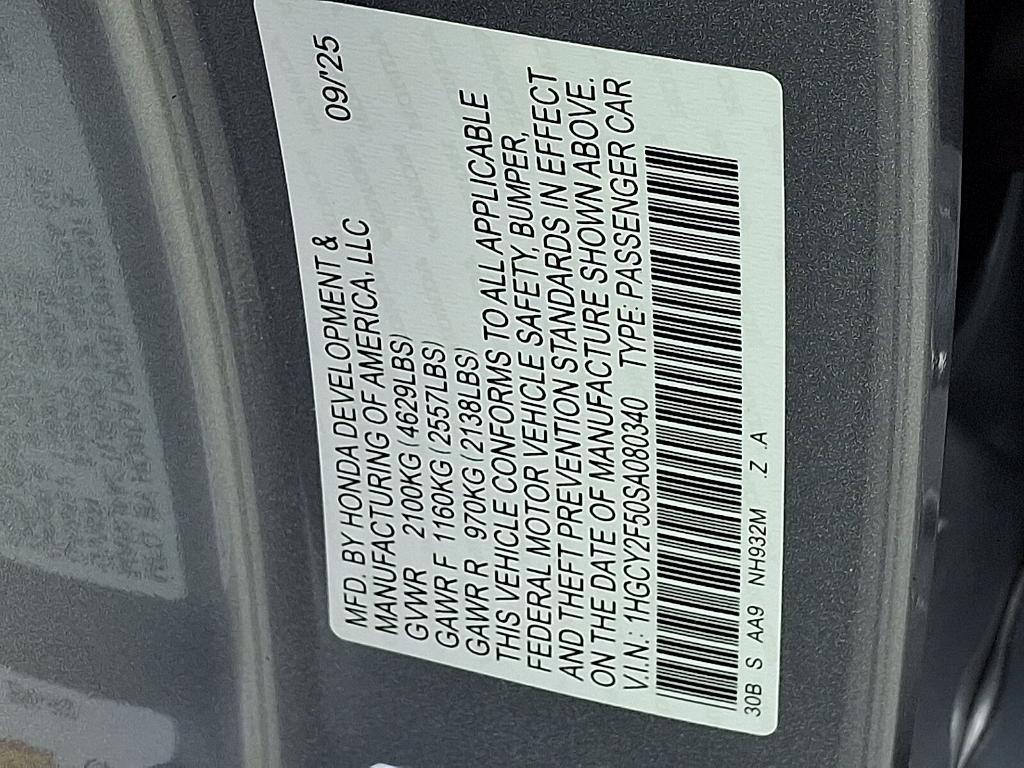 MFD. BY HONDA DEVELOPMENT &
MANUFACTURING OF AMERICA, LLC 09/'25
GVWR 2100KG (4629LBS)
GAWR F 1160KG (2557LBS)
GAWR R 970KG (2138LBS)
THIS VEHICLE CONFORMS TO ALL APPLICABLE
FEDERAL MOTOR VEHICLE SAFETY, BUMPER,
AND THEFT PREVENTION STANDARDS IN EFFECT
ON THE DATE OF MANUFACTURE SHOWN ABOVE.
V.I.N.: 1HGCY2F50SA080340 TYPE: PASSENGER CAR
30B S AA9 NH932M .Z .A